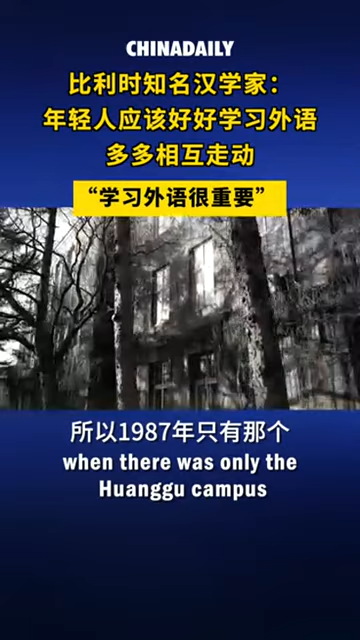 CHINADAILY
比利时知名汉学家：
年轻人应该好好学习外语
多多相互走动
“学习外语很重要”
所以1987年只有那个
when there was only the
Huanggu campus